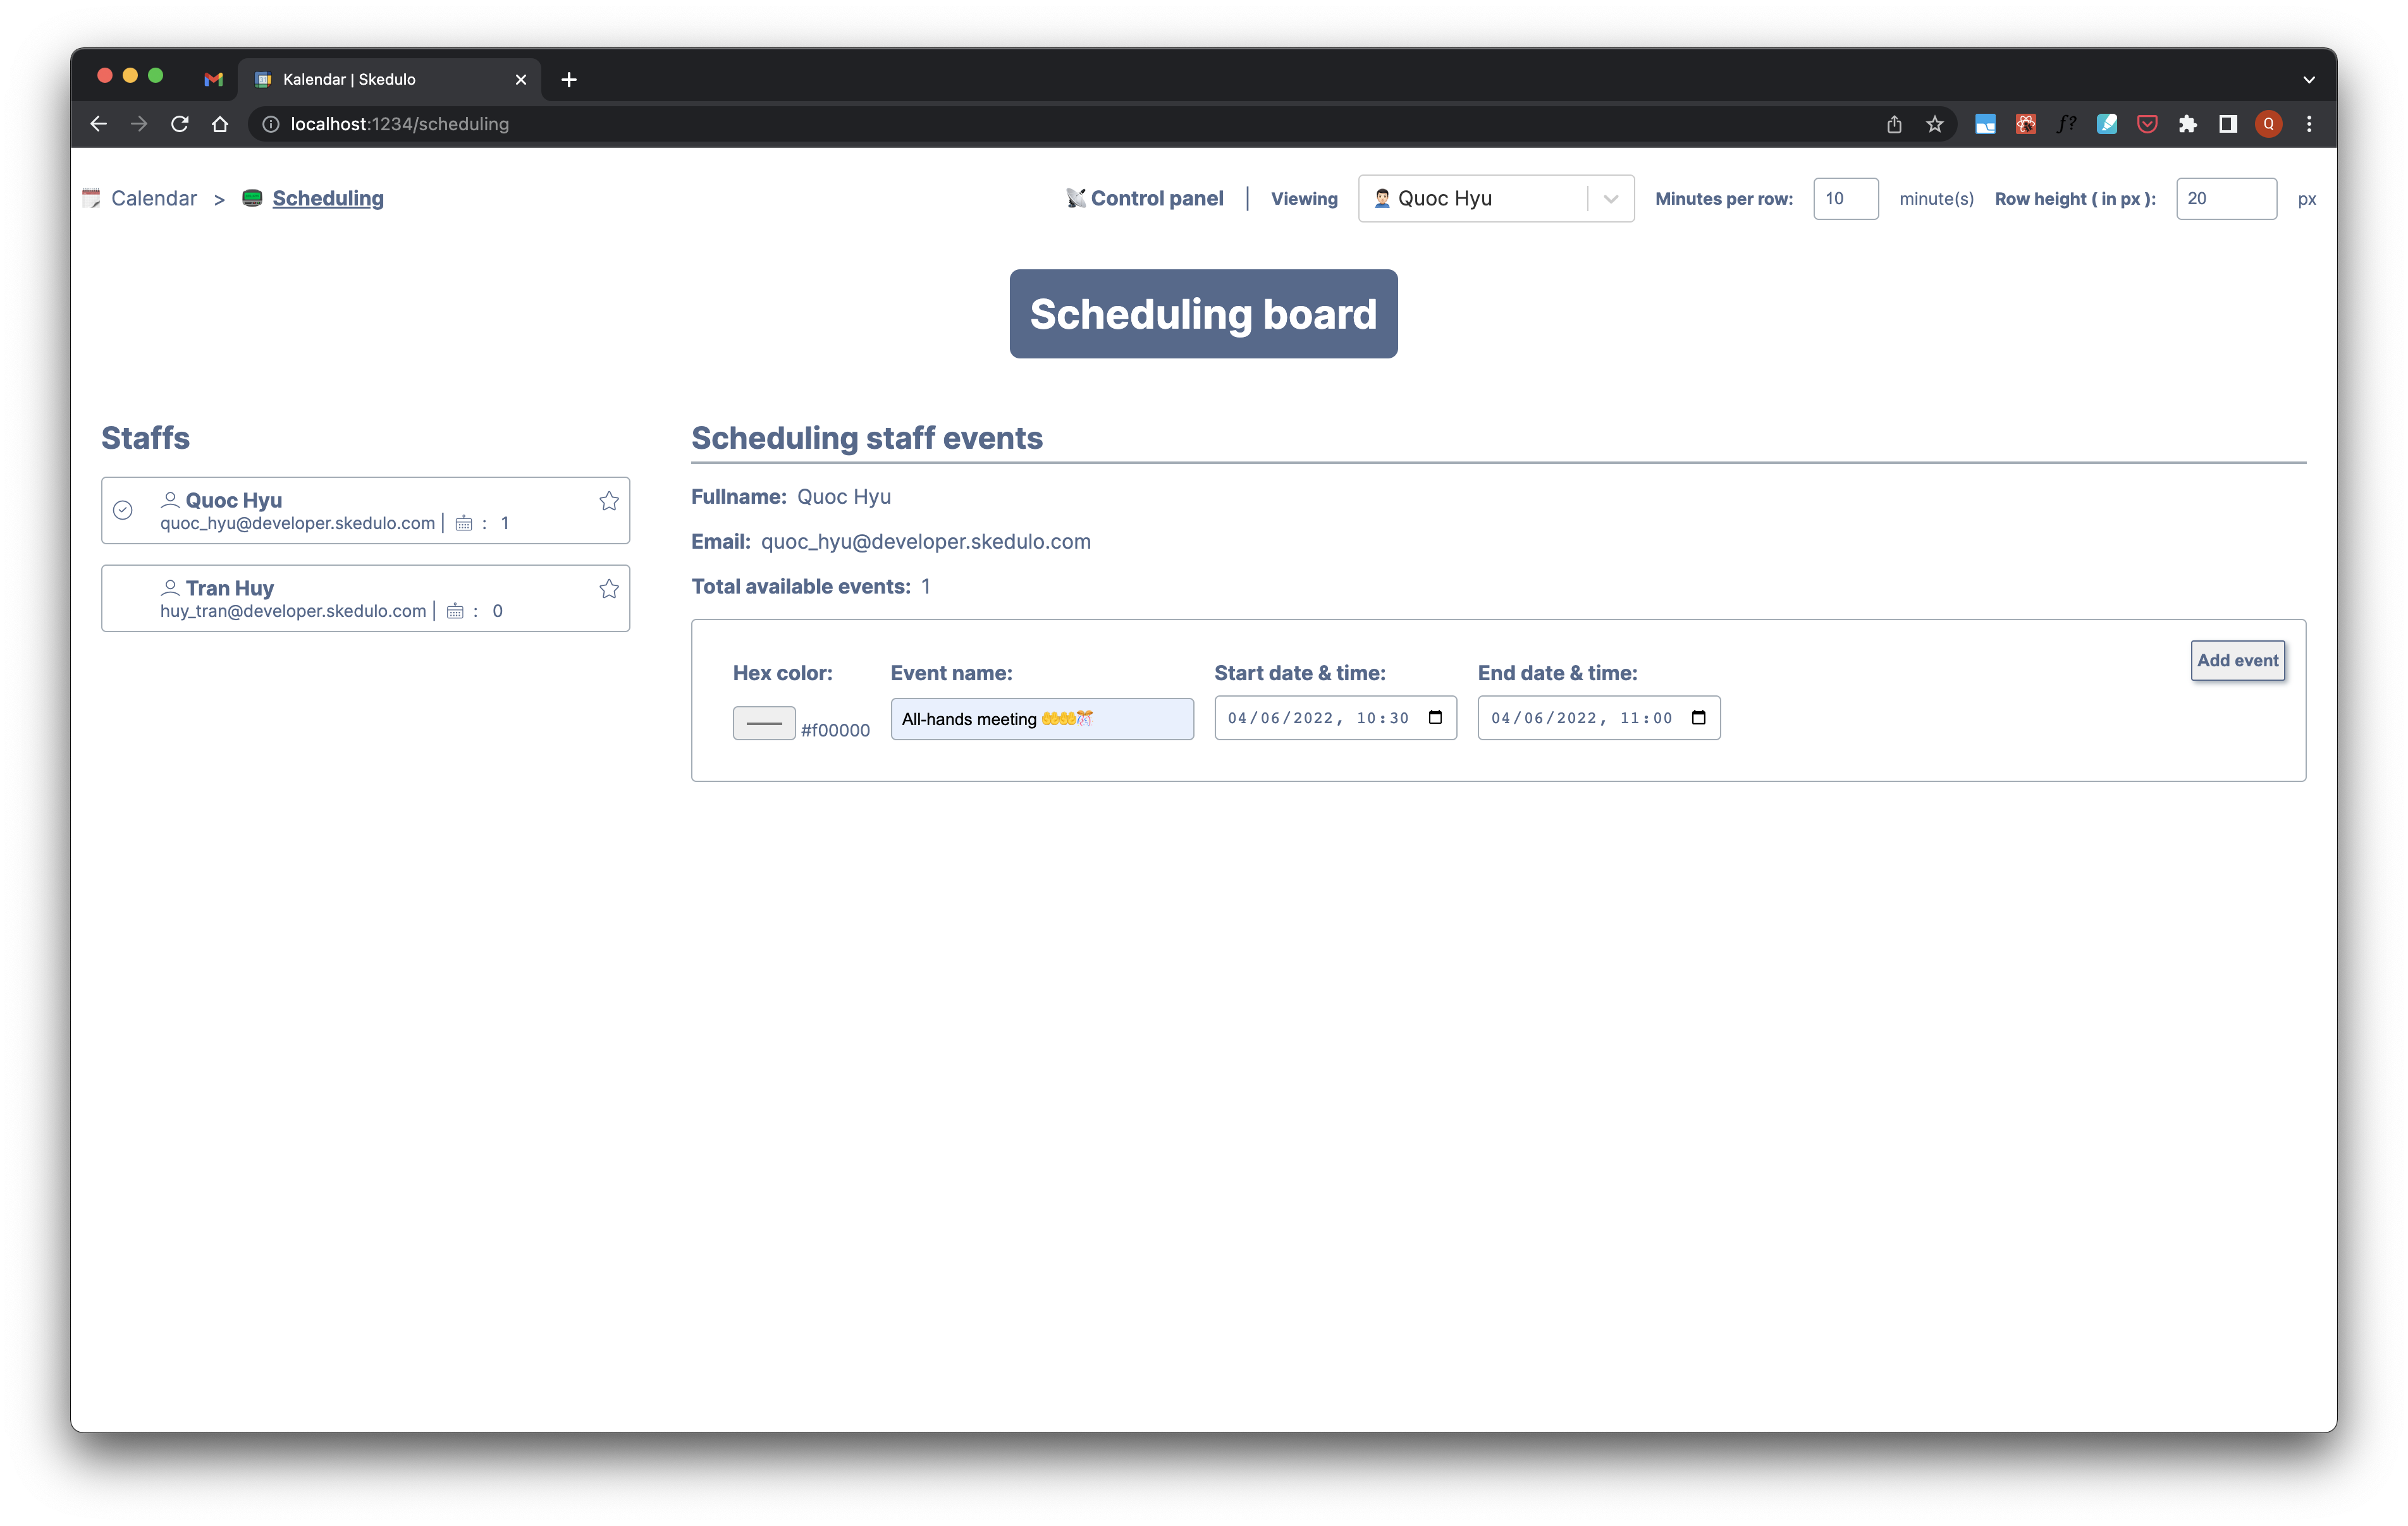 Kalendar | Skedulo
localhost:1234/scheduling
Q
Calendar > Scheduling
Control panel | Viewing Quoc Hyu Minutes per row: 10 minute(s) Row height ( in px ): 20 px
Scheduling board
Staffs
Quoc Hyu
quoc_hyu@developer.skedulo.com | : 1
Tran Huy
huy_tran@developer.skedulo.com | : 0
Scheduling staff events
Fullname: Quoc Hyu
Email: quoc_hyu@developer.skedulo.com
Total available events: 1
Add event
Hex color: Event name: Start date & time: End date & time:
#f00000 All-hands meeting 🤲🤲🎊 04/06/2022, 10:30 04/06/2022, 11:00